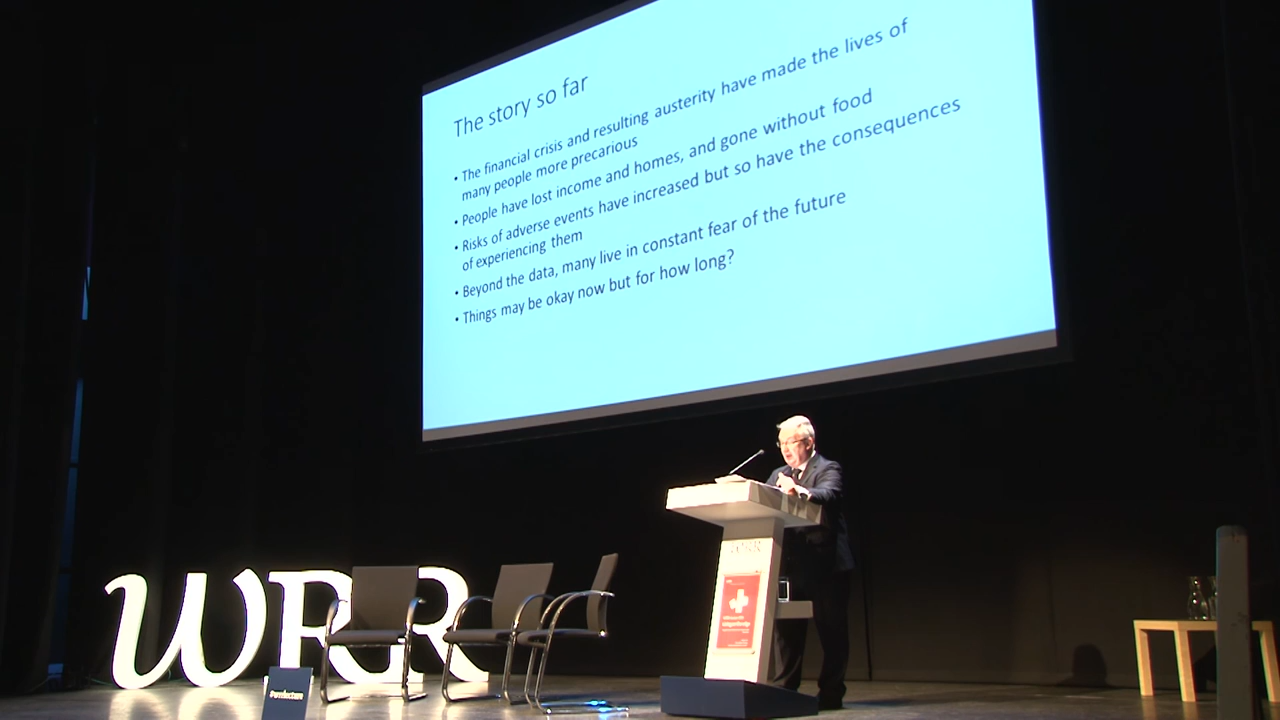 The story so far
• The financial crisis and resulting austerity have made the lives of
many people more precarious
• People have lost income and homes, and gone without food
• Risks of adverse events have increased but so have the consequences
of experiencing them
• Beyond the data, many live in constant fear of the future
• Things may be okay now but for how long?
WRR